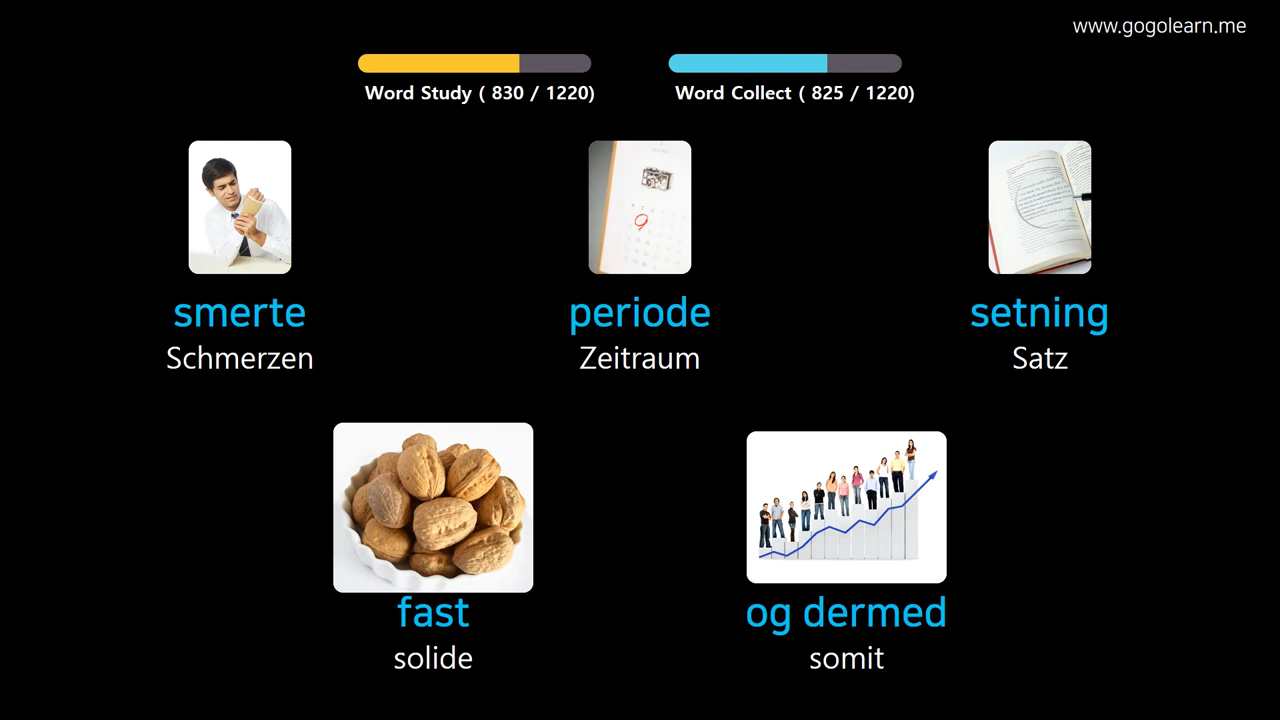 www.gogolearn.me
Word Study ( 830 / 1220)
Word Collect ( 825 / 1220)
smerte
Schmerzen
periode
Zeitraum
setning
Satz
fast
solide
og dermed
somit